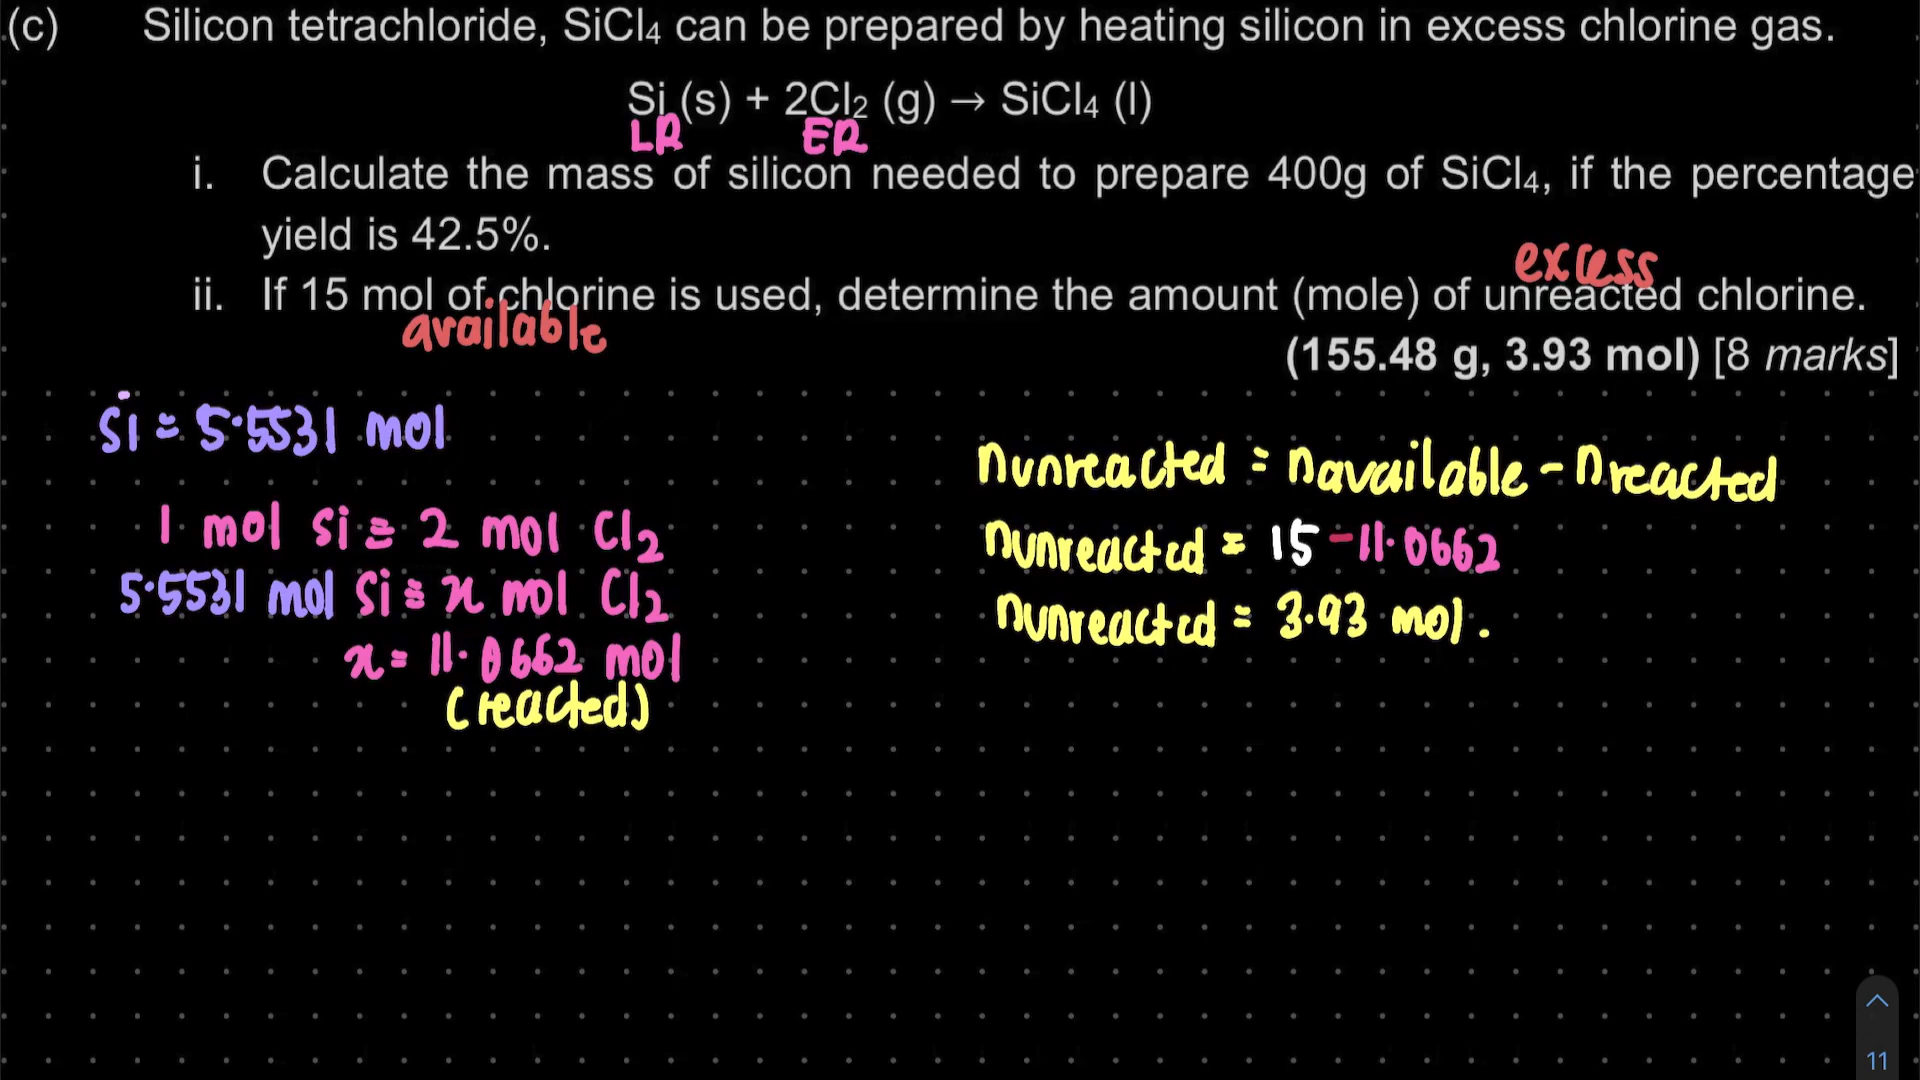 (c) Silicon tetrachloride, SiCl₄ can be prepared by heating silicon in excess chlorine gas.
Si (s) + 2Cl₂ (g) → SiCl₄ (l)
LR ER
i. Calculate the mass of silicon needed to prepare 400g of SiCl₄, if the percentage
yield is 42.5%.
excess
ii. If 15 mol of chlorine is used, determine the amount (mole) of unreacted chlorine.
available
(155.48 g, 3.93 mol) [8 marks]
Si = 5.5531 mol
1 mol Si ≡ 2 mol Cl₂
5.5531 mol Si ≡ x mol Cl₂
x = 11.0662 mol
(reacted)
nunreacted = navailable - nreacted
nunreacted = 15 - 11.0662
nunreacted = 3.93 mol.
11